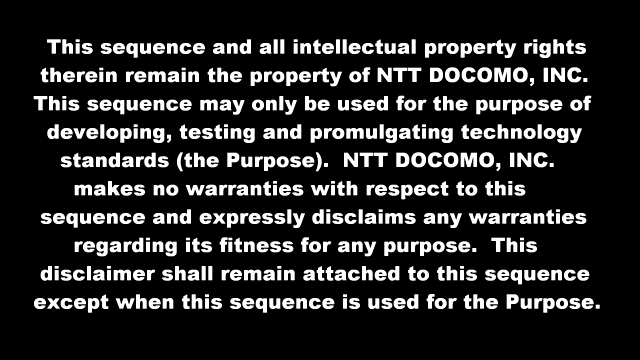 This sequence and all intellectual property rights
therein remain the property of NTT DOCOMO, INC.
This sequence may only be used for the purpose of
developing, testing and promulgating technology
standards (the Purpose).  NTT DOCOMO, INC.
makes no warranties with respect to this
sequence and expressly disclaims any warranties
regarding its fitness for any purpose.  This
disclaimer shall remain attached to this sequence
except when this sequence is used for the Purpose.